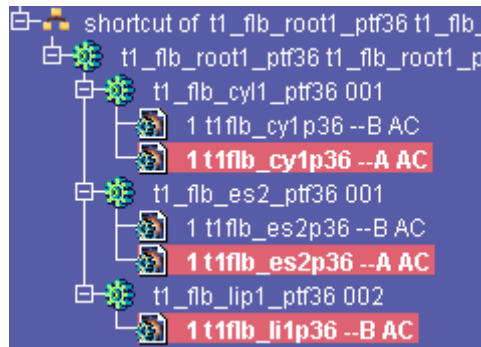 shortcut of t1_flb_root1_ptf36 t1_flb_
t1_flb_root1_ptf36 t1_flb_root1_p
t1_flb_cyl1_ptf36 001
1 t1flb_cy1p36 --B AC
1 t1flb_cy1p36 --A AC
t1_flb_es2_ptf36 001
1 t1flb_es2p36 --B AC
1 t1flb_es2p36 --A AC
t1_flb_lip1_ptf36 002
1 t1flb_li1p36 --B AC